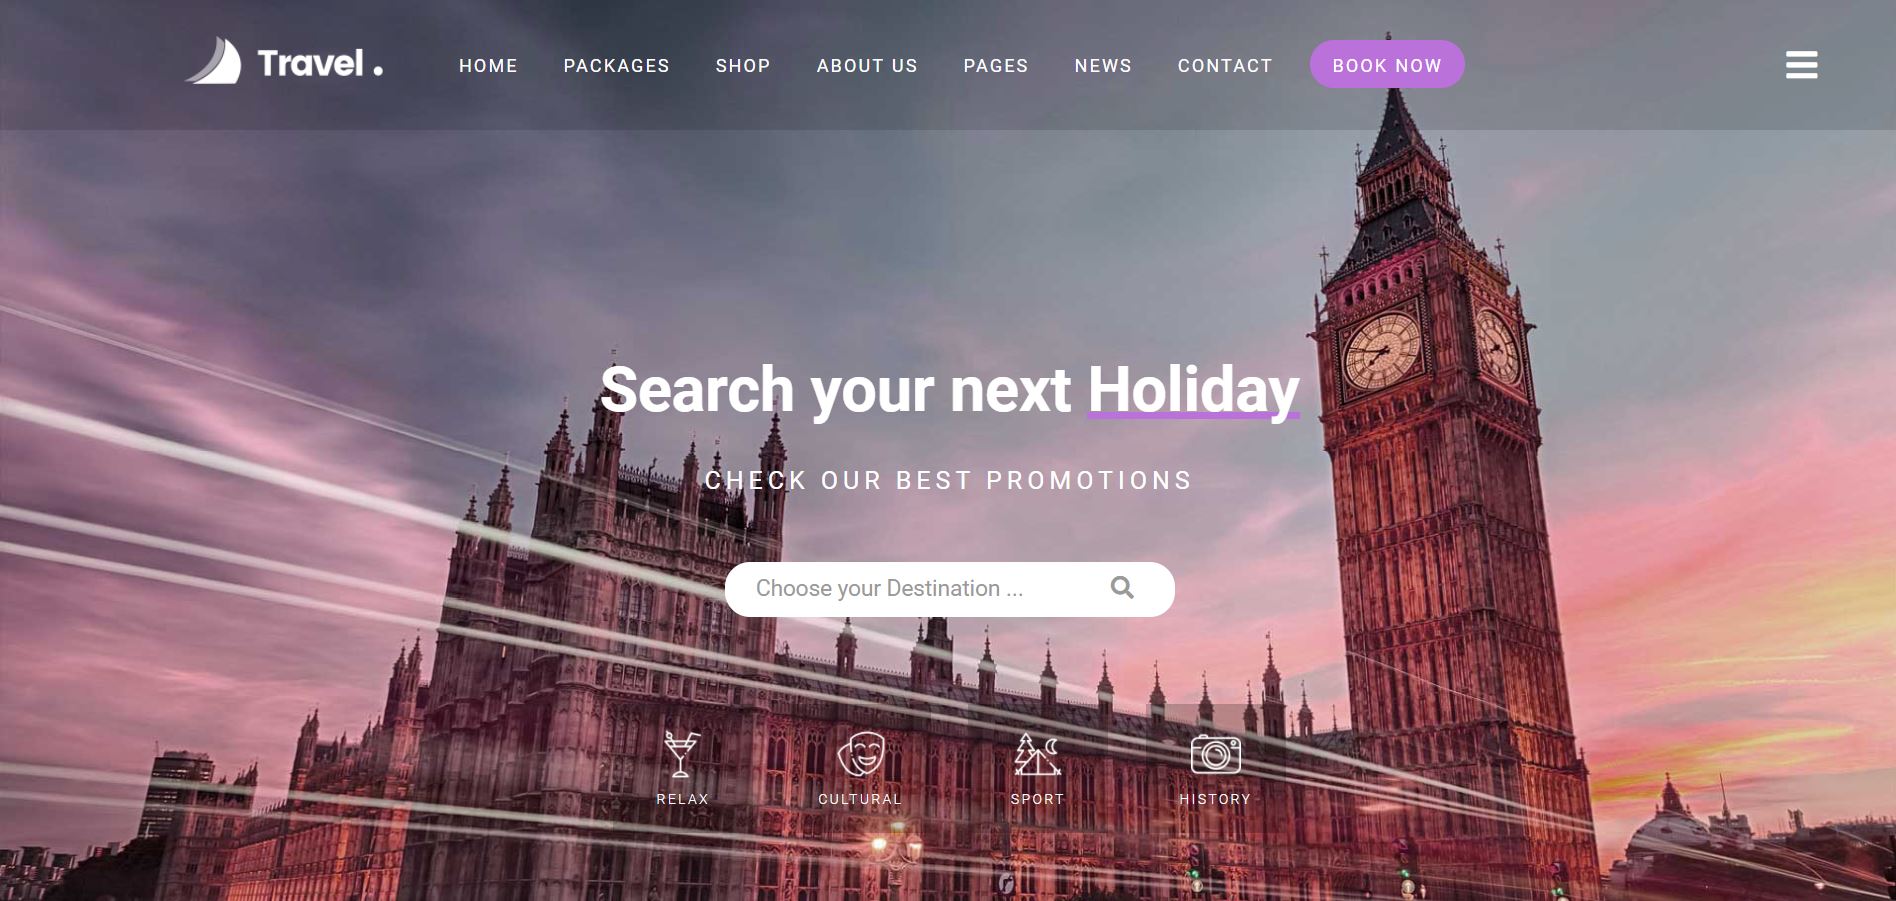 Travel .
HOME PACKAGES SHOP ABOUT US PAGES NEWS CONTACT BOOK NOW
Search your next Holiday
CHECK OUR BEST PROMOTIONS
Choose your Destination ...
RELAX CULTURAL SPORT HISTORY